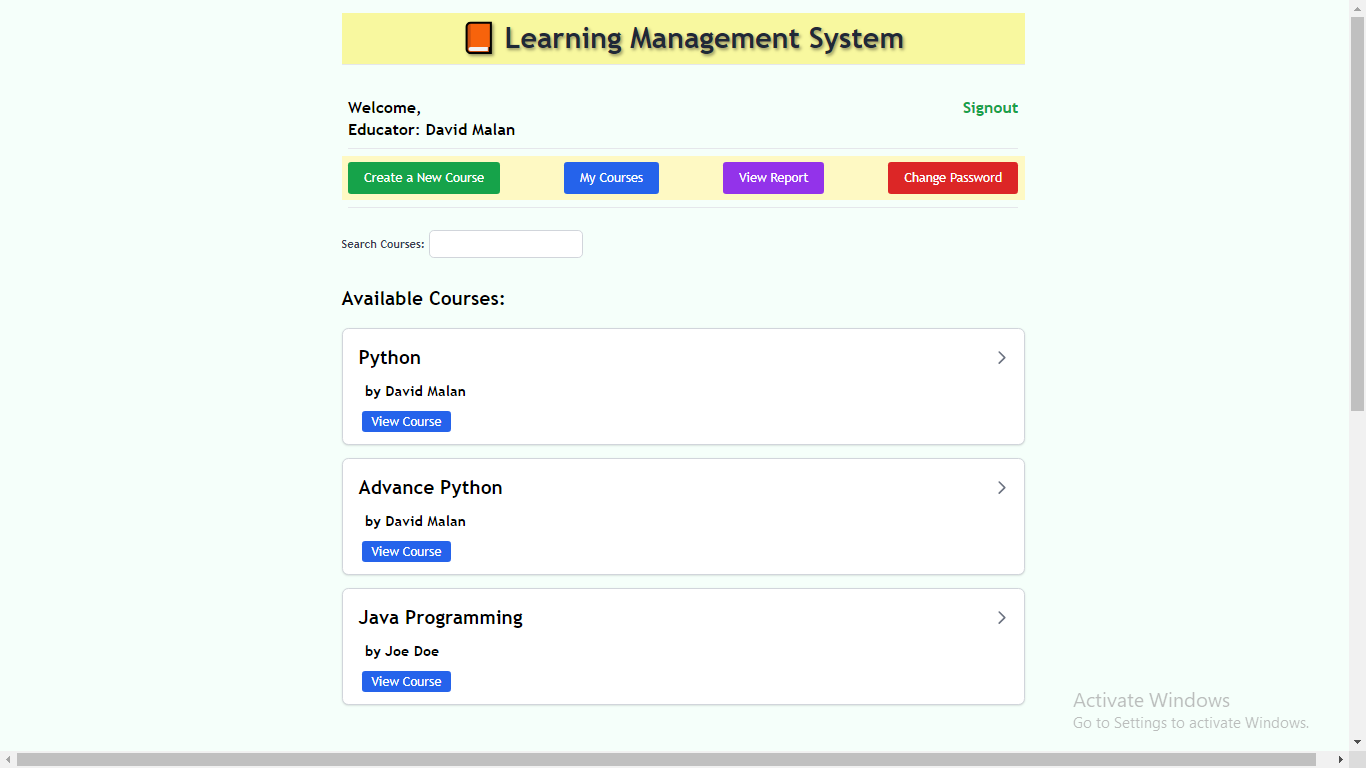 Learning Management System
Welcome,
Signout
Educator: David Malan
Create a New Course
My Courses
View Report
Change Password
Search Courses:
Available Courses:
Python
by David Malan
View Course
Advance Python
by David Malan
View Course
Java Programming
by Joe Doe
View Course
Activate Windows
Go to Settings to activate Windows.